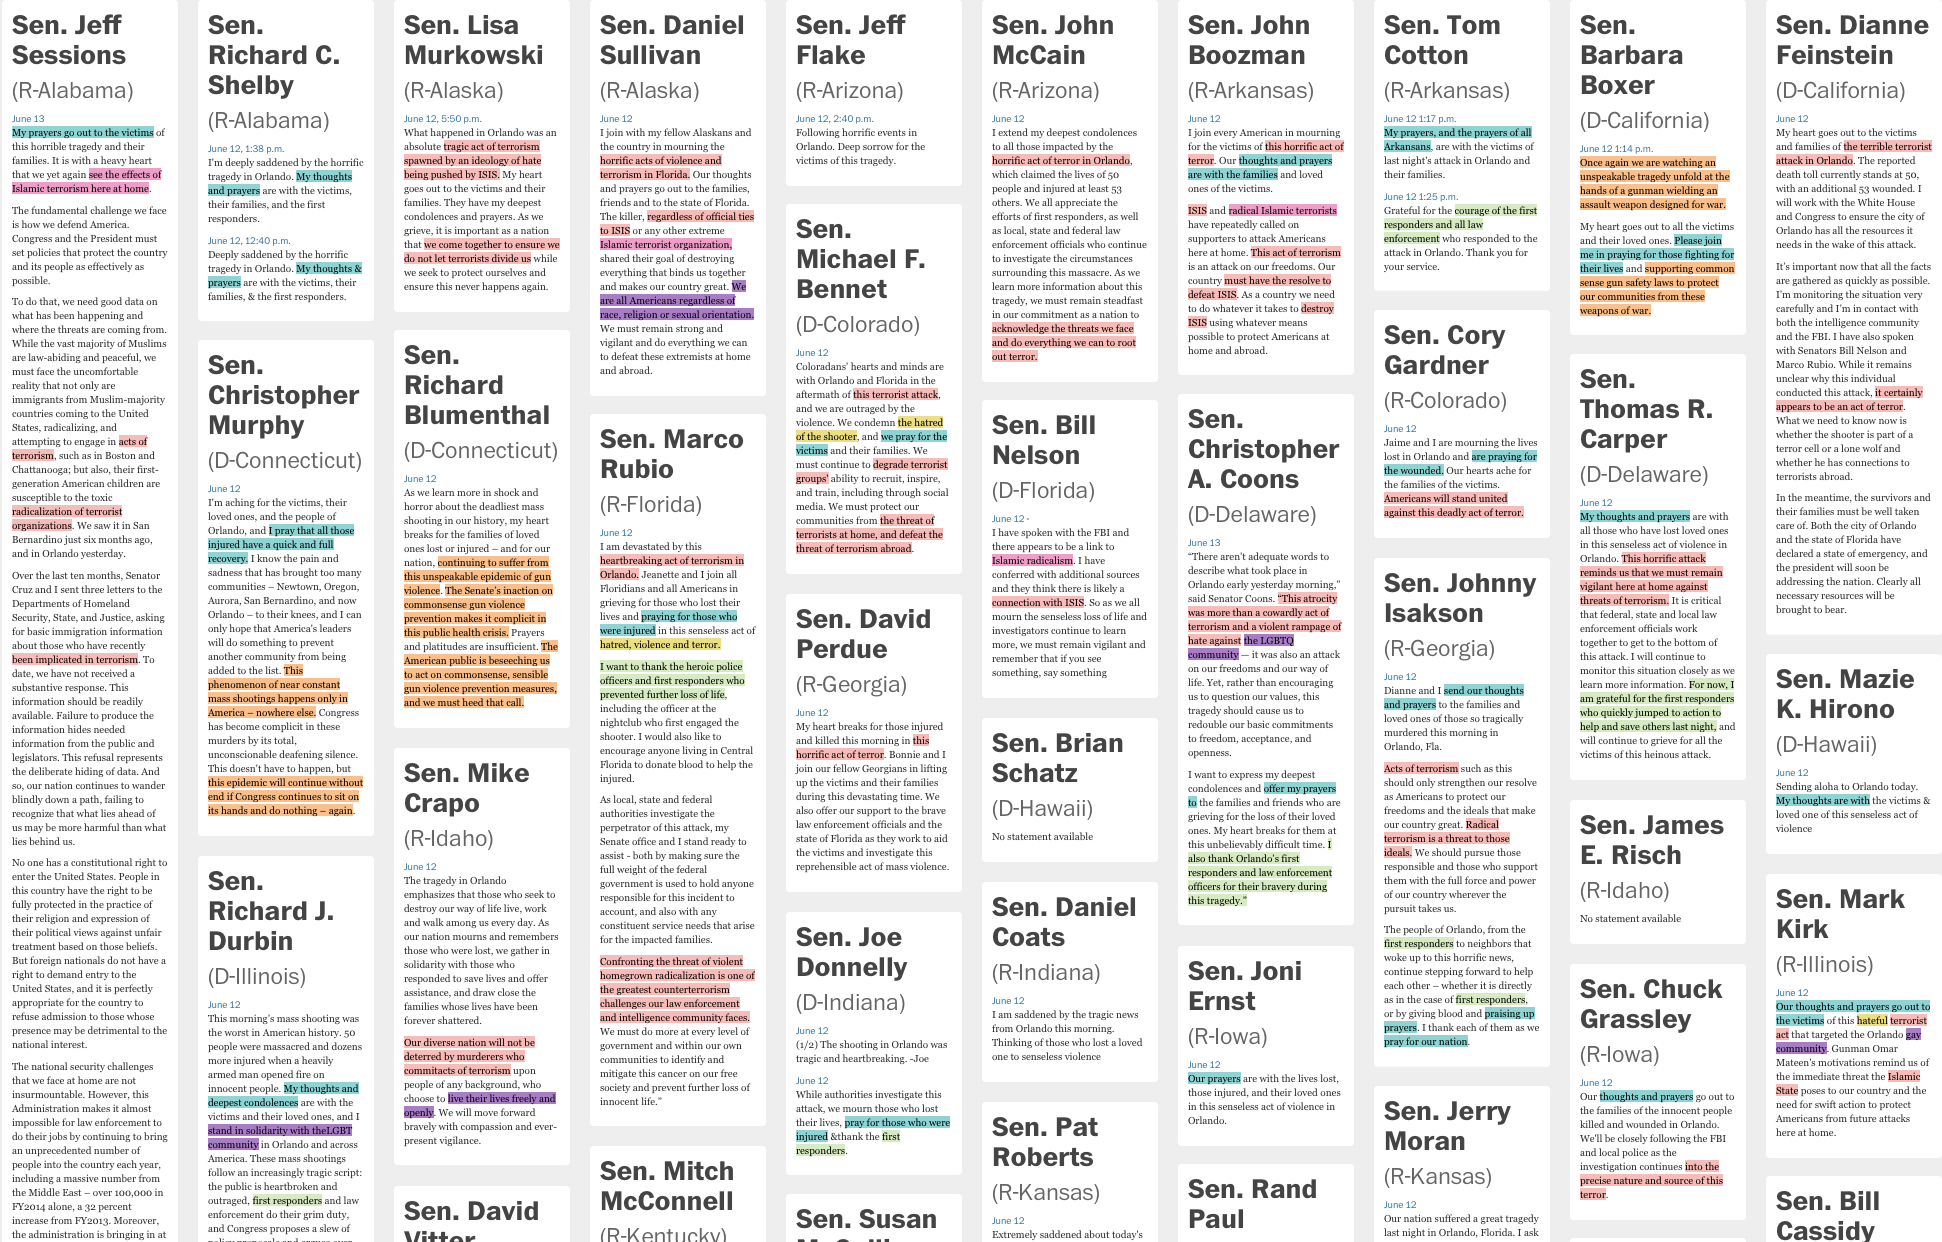 Sen. Jeff
Sessions
(R-Alabama)
June 13
My prayers go out to the victims of
this horrible tragedy and their
families. It is with a heavy heart
that we yet again see the effects of
Islamic terrorism here at home.
The fundamental challenge we face
is how we defend America.
Congress and the President must
set policies that protect the country
and its people as effectively as
possible.
To do that, we need good data on
what has been happening and
where the threats are coming from.
While the vast majority of Muslims
are law-abiding and peaceful, we
must face the uncomfortable
reality that not only are
immigrants from Muslim-majority
countries coming to the United
States, radicalizing, and
attempting to engage in acts of
terrorism, such as in Boston and
Chattanooga; but also, their first-
generation American children are
susceptible to the toxic
radicalization of terrorist
organizations. We saw it in San
Bernardino just six months ago,
and in Orlando yesterday.
Over the last ten months, Senator
Cruz and I sent three letters to the
Departments of Homeland
Security, State, and Justice, asking
for basic immigration information
about those who have recently
been implicated in terrorism. To
date, we have not received a
substantive response. This
information should be readily
available. Failure to produce the
information hides needed
information from the public and
legislators. This refusal represents
the deliberate hiding of data. And
so, our nation continues to wander
blindly down a path, failing to
recognize that what lies ahead of
us may be more harmful than what
lies behind us.
No one has a constitutional right to
enter the United States. People in
this country have the right to be
fully protected in the practice of
their religion and expression of
their political views against unfair
treatment based on those beliefs.
But foreign nationals do not have a
right to demand entry to the
United States, and it is perfectly
appropriate for the country to
refuse admission to those whose
presence may be detrimental to the
national interest.
The national security challenges
that we face at home are not
insurmountable. However, this
Administration makes it almost
impossible for law enforcement to
do their jobs by continuing to bring
an unprecedented number of
people into the country each year,
including a massive number from
the Middle East – over 100,000 in
FY2014 alone, a 32 percent
increase from FY2013. Moreover,
the administration is bringing in at
Sen.
Richard C.
Shelby
(R-Alabama)
June 12, 1:38 p.m.
I'm deeply saddened by the horrific
tragedy in Orlando. My thoughts
and prayers are with the victims,
their families, and the first
responders.
June 12, 12:40 p.m.
Deeply saddened by the horrific
tragedy in Orlando. My thoughts &
prayers are with the victims, their
families, & the first responders.
Sen.
Christopher
Murphy
(D-Connecticut)
June 12
I'm aching for the victims, their
loved ones, and the people of
Orlando, and I pray that all those
injured have a quick and full
recovery. I know the pain and
sadness that has brought too many
communities – Newtown, Oregon,
Aurora, San Bernardino, and now
Orlando – to their knees, and I can
only hope that America's leaders
will do something to prevent
another community from being
added to the list. This
phenomenon of near constant
mass shootings happens only in
America – nowhere else. Congress
has become complicit in these
murders by its total,
unconscionable deafening silence.
This doesn't have to happen, but
this epidemic will continue without
end if Congress continues to sit on
its hands and do nothing – again.
Sen.
Richard J.
Durbin
(D-Illinois)
June 12
This morning's mass shooting was
the worst in American history. 50
people were massacred and dozens
more injured when a heavily
armed man opened fire on
innocent people. My thoughts and
deepest condolences are with the
victims and their loved ones, and I
stand in solidarity with theLGBT
community in Orlando and across
America. These mass shootings
follow an increasingly tragic script:
the public is heartbroken and
outraged, first responders and law
enforcement do their grim duty,
and Congress proposes a slew of
Sen. Lisa
Murkowski
(R-Alaska)
June 12, 5:50 p.m.
What happened in Orlando was an
absolute tragic act of terrorism
spawned by an ideology of hate
being pushed by ISIS. My heart
goes out to the victims and their
families. They have my deepest
condolences and prayers. As we
grieve, it is important as a nation
that we come together to ensure we
do not let terrorists divide us while
we seek to protect ourselves and
ensure this never happens again.
Sen.
Richard
Blumenthal
(D-Connecticut)
June 12
As we learn more in shock and
horror about the deadliest mass
shooting in our history, my heart
breaks for the families of loved
ones lost or injured – and for our
nation, continuing to suffer from
this unspeakable epidemic of gun
violence. The Senate's inaction on
commonsense gun violence
prevention makes it complicit in
this public health crisis. Prayers
and platitudes are insufficient. The
American public is beseeching us
to act on commonsense, sensible
gun violence prevention measures,
and we must heed that call.
Sen. Mike
Crapo
(R-Idaho)
June 12
The tragedy in Orlando
emphasizes that those who seek to
destroy our way of life live, work
and walk among us every day. As
our nation mourns and remembers
those who were lost, we gather in
solidarity with those who
responded to save lives and offer
assistance, and draw close the
families whose lives have been
forever shattered.
Our diverse nation will not be
deterred by murderers who
commitacts of terrorism upon
people of any background, who
choose to live their lives freely and
openly. We will move forward
bravely with compassion and ever-
present vigilance.
Sen. David
Vitter
Sen. Daniel
Sullivan
(R-Alaska)
June 12
I join with my fellow Alaskans and
the country in mourning the
horrific acts of violence and
terrorism in Florida. Our thoughts
and prayers go out to the families,
friends and to the state of Florida.
The killer, regardless of official ties
to ISIS or any other extreme
Islamic terrorist organization,
shared their goal of destroying
everything that binds us together
and makes our country great. We
are all Americans regardless of
race, religion or sexual orientation.
We must remain strong and
vigilant and do everything we can
to defeat these extremists at home
and abroad.
Sen. Marco
Rubio
(R-Florida)
June 12
I am devastated by this
heartbreaking act of terrorism in
Orlando. Jeanette and I join all
Floridians and all Americans in
grieving for those who lost their
lives and praying for those who
were injured in this senseless act of
hatred, violence and terror.
I want to thank the heroic police
officers and first responders who
prevented further loss of life,
including the officer at the
nightclub who first engaged the
shooter. I would also like to
encourage anyone living in Central
Florida to donate blood to help the
injured.
As local, state and federal
authorities investigate the
perpetrator of this attack, my
Senate office and I stand ready to
assist - both by making sure the
full weight of the federal
government is used to hold anyone
responsible for this incident to
account, and also with any
constituent service needs that arise
for the impacted families.
Confronting the threat of violent
homegrown radicalization is one of
the greatest counterterrorism
challenges our law enforcement
and intelligence community faces.
We must do more at every level of
government and within our own
communities to identify and
mitigate this cancer on our free
society and prevent further loss of
innocent life."
Sen. Mitch
McConnell
(R-Kentucky)
Sen. Jeff
Flake
(R-Arizona)
June 12, 2:40 p.m.
Following horrific events in
Orlando. Deep sorrow for the
victims of this tragedy.
Sen.
Michael F.
Bennet
(D-Colorado)
June 12
Coloradans' hearts and minds are
with Orlando and Florida in the
aftermath of this terrorist attack,
and we are outraged by the
violence. We condemn the hatred
of the shooter, and we pray for the
victims and their families. We
must continue to degrade terrorist
groups' ability to recruit, inspire,
and train, including through social
media. We must protect our
communities from the threat of
terrorists at home, and defeat the
threat of terrorism abroad.
Sen. David
Perdue
(R-Georgia)
June 12
My heart breaks for those injured
and killed this morning in this
horrific act of terror. Bonnie and I
join our fellow Georgians in lifting
up the victims and their families
during this devastating time. We
also offer our support to the brave
law enforcement officials and the
state of Florida as they work to aid
the victims and investigate this
reprehensible act of mass violence.
Sen. Joe
Donnelly
(D-Indiana)
June 12
(1/2) The shooting in Orlando was
tragic and heartbreaking. -Joe
June 12
While authorities investigate this
attack, we mourn those who lost
their lives, pray for those who were
injured &thank the first
responders.
Sen. Susan
Sen. John
McCain
(R-Arizona)
June 12
I extend my deepest condolences
to all those impacted by the
horrific act of terror in Orlando,
which claimed the lives of 50
people and injured at least 53
others. We all appreciate the
efforts of first responders, as well
as local, state and federal law
enforcement officials who continue
to investigate the circumstances
surrounding this massacre. As we
learn more information about this
tragedy, we must remain steadfast
in our commitment as a nation to
acknowledge the threats we face
and do everything we can to root
out terror.
Sen. Bill
Nelson
(D-Florida)
June 12 -
I have spoken with the FBI and
there appears to be a link to
Islamic radicalism. I have
conferred with additional sources
and they think there is likely a
connection with ISIS. So as we all
mourn the senseless loss of life and
investigators continue to learn
more, we must remain vigilant and
remember that if you see
something, say something
Sen. Brian
Schatz
(D-Hawaii)
No statement available
Sen. Daniel
Coats
(R-Indiana)
June 12
I am saddened by the tragic news
from Orlando this morning.
Thinking of those who lost a loved
one to senseless violence
Sen. Pat
Roberts
(R-Kansas)
June 12
Extremely saddened about today's
Sen. John
Boozman
(R-Arkansas)
June 12
I join every American in mourning
the victims of this horrific act of
terror. Our thoughts and prayers
are with the families and loved
ones of the victims.
ISIS and radical Islamic terrorists
have repeatedly called on
supporters to attack Americans
here at home. This act of terrorism
is an attack on our freedoms. Our
country must have the resolve to
defeat ISIS. As a country we need
to do whatever it takes to destroy
ISIS using whatever means
possible to protect Americans at
home and abroad.
Sen.
Christopher
A. Coons
(D-Delaware)
June 13
"There aren't adequate words to
describe what took place in
Orlando early yesterday morning,"
said Senator Coons. "This atrocity
was more than a cowardly act of
terrorism and a violent rampage of
hate against the LGBTQ
community — it was also an attack
on our freedoms and our way of
life. Yet, rather than encouraging
us to question our values, this
tragedy should cause us to
redouble our basic commitments
to freedom, acceptance, and
openness.
I want to express my deepest
condolences and offer my prayers
to the families and friends who are
grieving for the loss of their loved
ones. My heart breaks for them at
this unbelievably difficult time. I
also thank Orlando's first
responders and law enforcement
officers for their bravery during
this tragedy."
Sen. Joni
Ernst
(R-Iowa)
June 12
Our prayers are with the lives lost,
those injured, and their loved ones
in this senseless act of violence in
Orlando.
Sen. Rand
Paul
Sen. Tom
Cotton
(R-Arkansas)
June 12 1:17 p.m.
My prayers, and the prayers of all
Arkansans, are with the victims of
last night's attack in Orlando and
their families.
June 12 1:25 p.m.
Grateful for the courage of the first
responders and all law
enforcement who responded to the
attack in Orlando. Thank you for
your service.
Sen. Cory
Gardner
(R-Colorado)
June 12
Jaime and I are mourning the lives
lost in Orlando and are praying for
the wounded. Our hearts ache for
the families of the victims.
Americans will stand united
against this deadly act of terror.
Sen. Johnny
Isakson
(R-Georgia)
June 12
Dianne and I send our thoughts
and prayers to the families and
loved ones of those so tragically
murdered this morning in
Orlando, Fla.
Acts of terrorism such as this
should only strengthen our resolve
as Americans to protect our
freedoms and the ideals that make
our country great. Radical
terrorism is a threat to those
ideals. We should pursue those
responsible and those who support
them with the full force and power
of our country wherever the
pursuit takes us.
The people of Orlando, from the
first responders to neighbors that
woke up to this horrific news,
continue stepping forward to help
each other – whether it is directly
as in the case of first responders,
or by giving blood and praising up
prayers. I thank each of them as we
pray for our nation.
Sen. Jerry
Moran
(R-Kansas)
June 12
Our nation suffered a great tragedy
last night in Orlando, Florida. I ask
Sen.
Barbara
Boxer
(D-California)
June 12 1:14 p.m.
Once again we are watching an
unspeakable tragedy unfold at the
hands of a gunman wielding an
assault weapon designed for war.
My heart goes out to all the victims
and their loved ones. Please join
me in praying for those fighting for
their lives and supporting common
sense gun safety laws to protect
our communities from these
weapons of war.
Sen.
Thomas R.
Carper
(D-Delaware)
June 12
My thoughts and prayers are with
all those who have lost loved ones
in this senseless act of violence in
Orlando. This horrific attack
reminds us that we must remain
vigilant here at home against
threats of terrorism. It is critical
that federal, state and local law
enforcement officials work
together to get to the bottom of
this attack. I will continue to
monitor this situation closely as we
learn more information. For now, I
am grateful for the first responders
who quickly jumped to action to
help and save others last night, and
will continue to grieve for all the
victims of this heinous attack.
Sen. James
E. Risch
(R-Idaho)
No statement available
Sen. Chuck
Grassley
(R-Iowa)
June 12
Our thoughts and prayers go out to
the families of the innocent people
killed and wounded in Orlando.
We'll be closely following the FBI
and local police as the
investigation continues into the
precise nature and source of this
terror.
Sen. Dianne
Feinstein
(D-California)
June 12
My heart goes out to the victims
and families of the terrible terrorist
attack in Orlando. The reported
death toll currently stands at 50,
with an additional 53 wounded. I
will work with the White House
and Congress to ensure the city of
Orlando has all the resources it
needs in the wake of this attack.
It's important now that all the facts
are gathered as quickly as possible.
I'm monitoring the situation very
carefully and I'm in contact with
both the intelligence community
and the FBI. I have also spoken
with Senators Bill Nelson and
Marco Rubio. While it remains
unclear why this individual
conducted this attack, it certainly
appears to be an act of terror.
What we need to know now is
whether the shooter is part of a
terror cell or a lone wolf and
whether he has connections to
terrorists abroad.
In the meantime, the survivors and
their families must be well taken
care of. Both the city of Orlando
and the state of Florida have
declared a state of emergency, and
the president will soon be
addressing the nation. Clearly all
necessary resources will be
brought to bear.
Sen. Mazie
K. Hirono
(D-Hawaii)
June 12
Sending aloha to Orlando today.
My thoughts are with the victims &
loved one of this senseless act of
violence
Sen. Mark
Kirk
(R-Illinois)
June 12
Our thoughts and prayers go out to
the victims of this hateful terrorist
act that targeted the Orlando gay
community. Gunman Omar
Mateen's motivations remind us of
the immediate threat the Islamic
State poses to our country and the
need for swift action to protect
Americans from future attacks
here at home.
Sen. Bill
Cassidy